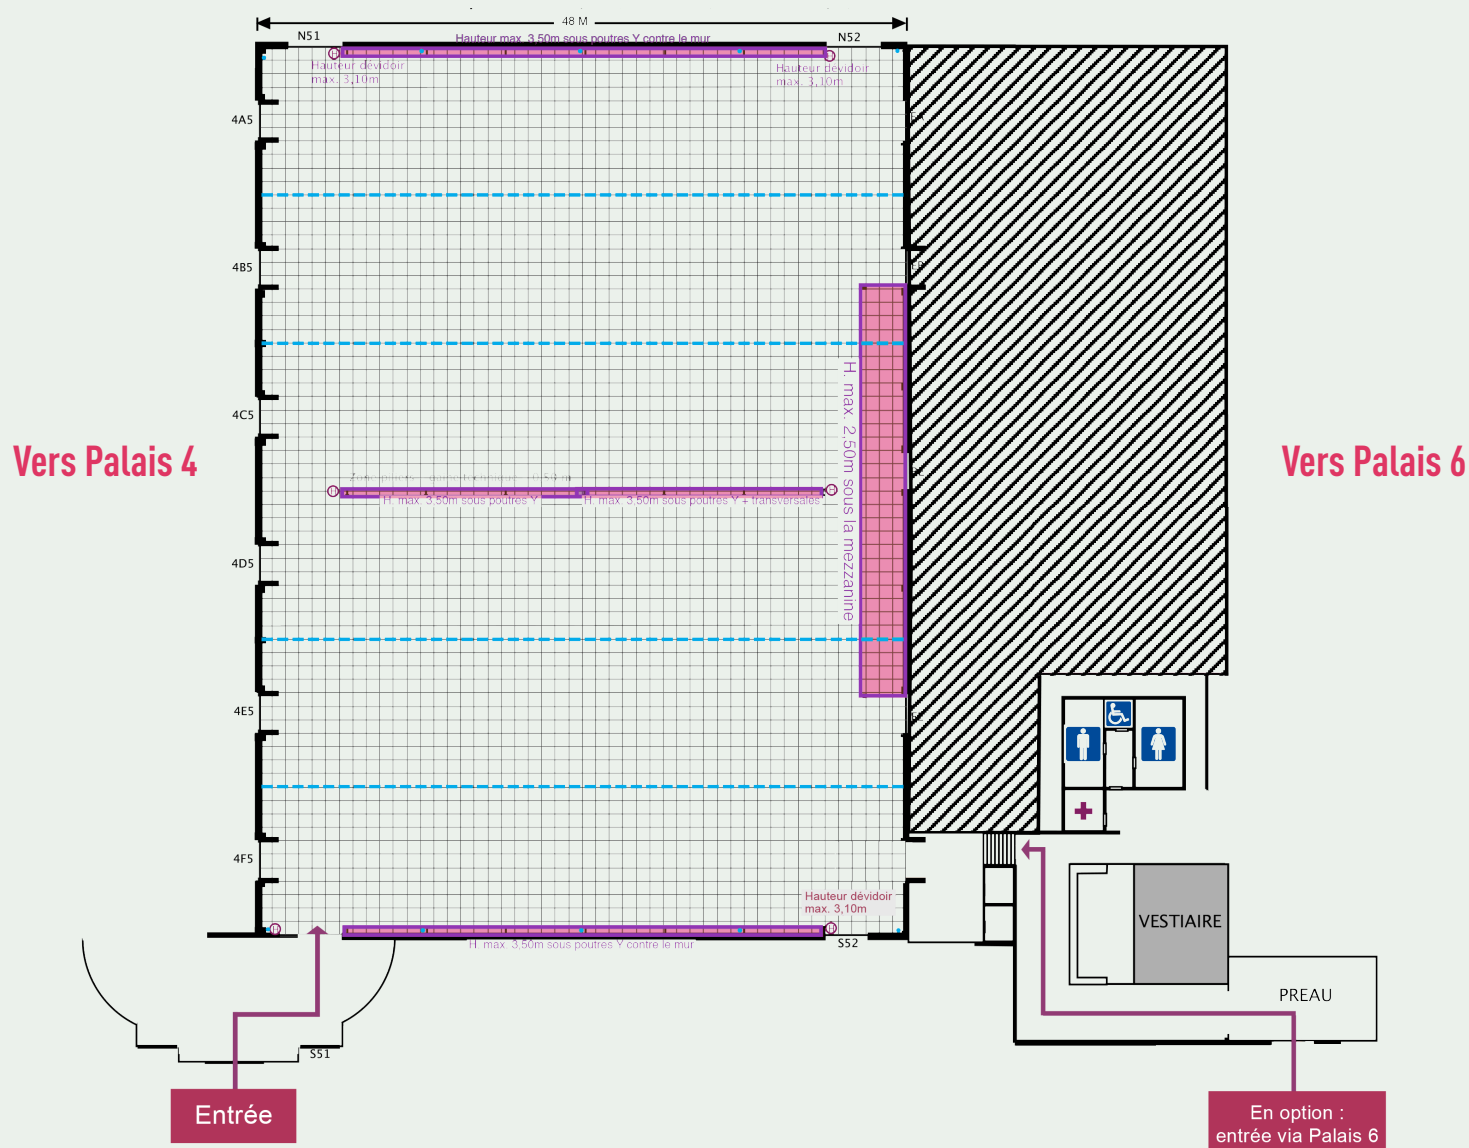 48 M
N51
Hauteur max. 3,50m sous poutres Y contre le mur
N52
Hauteur dévidoir
max. 3,10m
Hauteur dévidoir
max. 3,10m
H
H
4A5
4B5
4C5
Vers Palais 4
Vers Palais 6
H. max. 2,50m sous la mezzanine
H
H
H. max. 3.50m sous poutres Y
H. max. 3,50m sous poutres Y + transversales
4D5
4E5
4F5
Hauteur dévidoir
max. 3,10m
H
H
H. max. 3,50m sous poutres Y contre le mur
S52
VESTIAIRE
PREAU
S51
Entrée
En option :
entrée via Palais 6